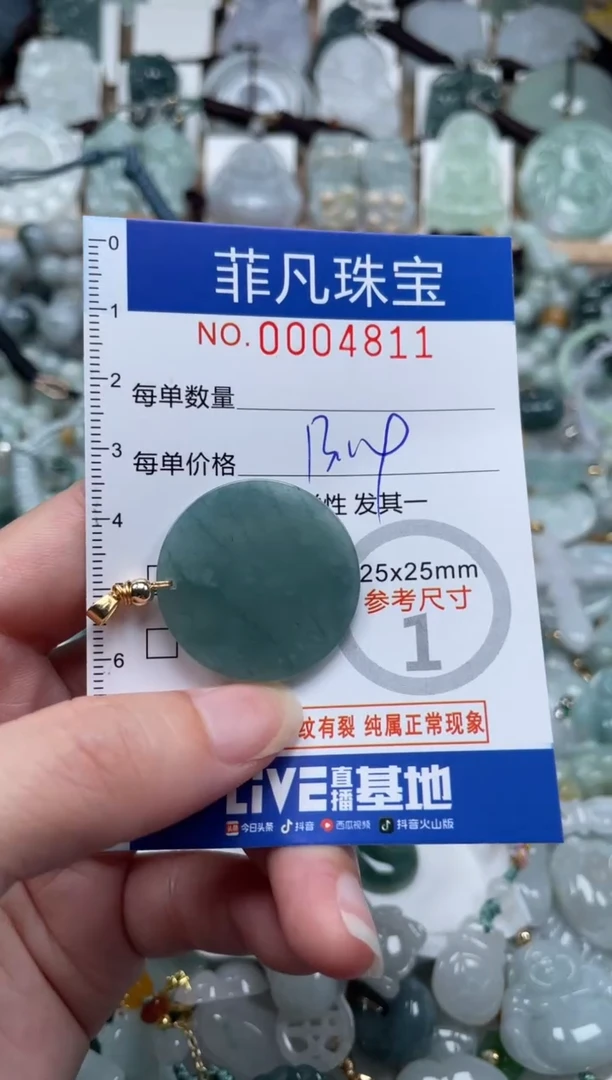 0
菲凡珠宝
1
NO.0004811
2
每单数量
3
每单价格
性 发其一
4
25x25mm
参考尺寸
1
6
纹有裂 纯属正常现象
LiVE直播基地
今日头条 抖音 西瓜视频 抖音火山版